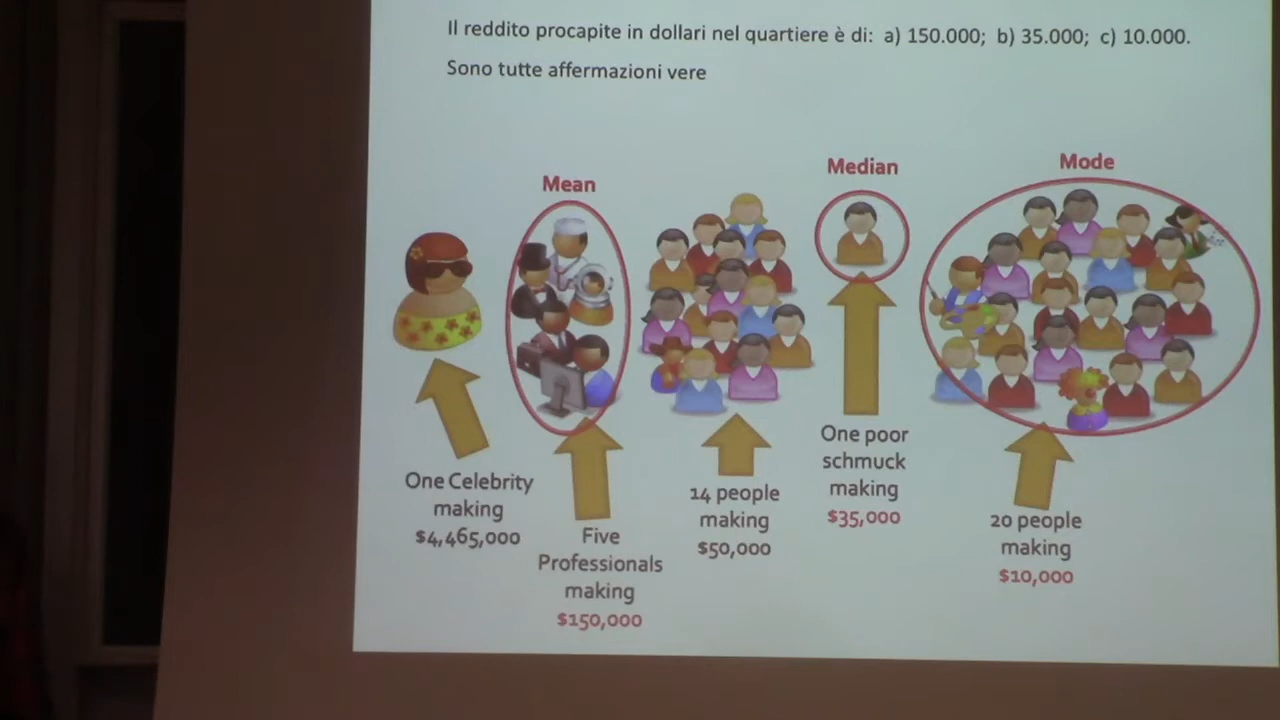 Il reddito procapite in dollari nel quartiere è di: a) 150.000; b) 35.000; c) 10.000.
Sono tutte affermazioni vere
Mean
Median
Mode
One Celebrity
making
$4,465,000
Five
Professionals
making
$150,000
14 people
making
$50,000
One poor
schmuck
making
$35,000
20 people
making
$10,000